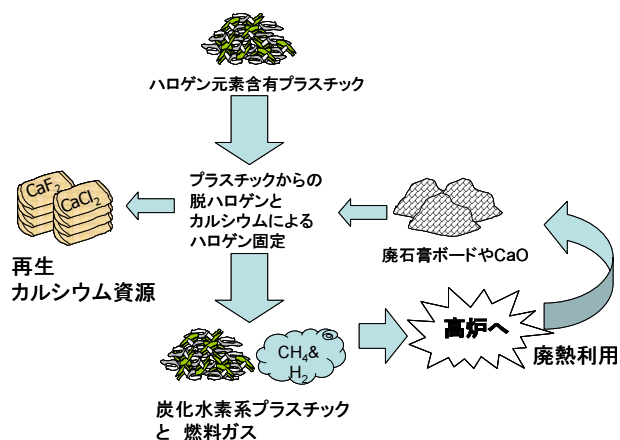 ハロゲン元素含有プラスチック
プラスチックからの
脱ハロゲンと
カルシウムによる
ハロゲン固定
CaF₂
CaCl₂
再生
カルシウム資源
廃石膏ボードやCaO
CH₄&
H₂
高炉へ
廃熱利用
炭化水素系プラスチック
と 燃料ガス